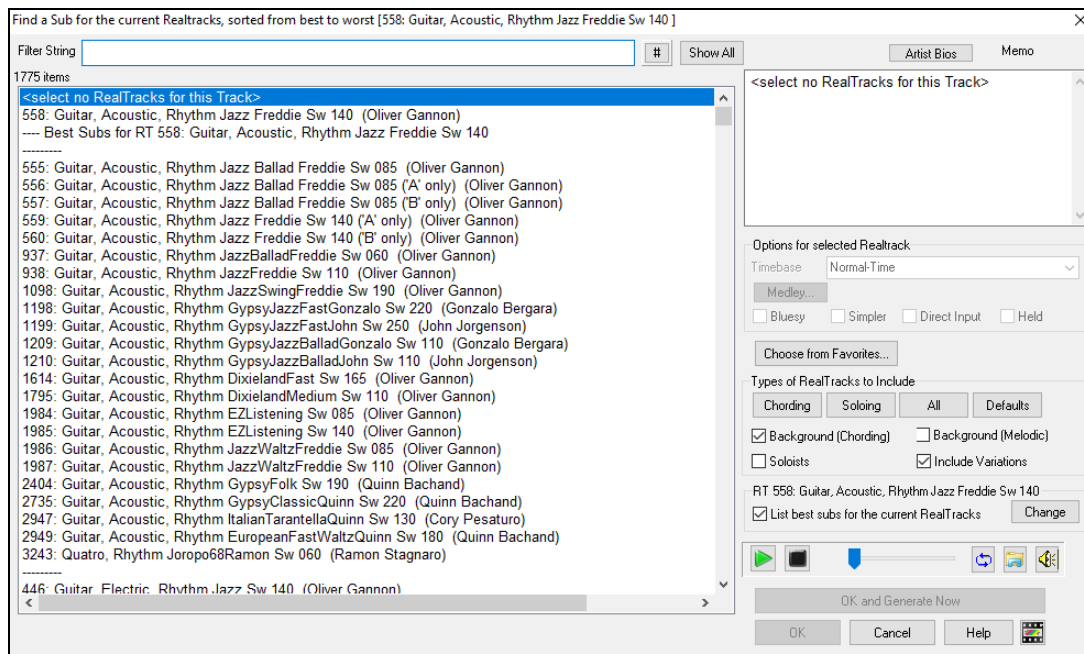 Find a Sub for the current Realtracks, sorted from best to worst [558: Guitar, Acoustic, Rhythm Jazz Freddie Sw 140 ]
Filter String
#
Show All
Artist Bios
Memo
1775 items
<select no RealTracks for this Track>
558: Guitar, Acoustic, Rhythm Jazz Freddie Sw 140 (Oliver Gannon)
---- Best Subs for RT 558: Guitar, Acoustic, Rhythm Jazz Freddie Sw 140
---------
555: Guitar, Acoustic, Rhythm Jazz Ballad Freddie Sw 085 (Oliver Gannon)
556: Guitar, Acoustic, Rhythm Jazz Ballad Freddie Sw 085 ('A' only) (Oliver Gannon)
557: Guitar, Acoustic, Rhythm Jazz Ballad Freddie Sw 085 ('B' only) (Oliver Gannon)
559: Guitar, Acoustic, Rhythm Jazz Freddie Sw 140 ('A' only) (Oliver Gannon)
560: Guitar, Acoustic, Rhythm Jazz Freddie Sw 140 ('B' only) (Oliver Gannon)
937: Guitar, Acoustic, Rhythm JazzBalladFreddie Sw 060 (Oliver Gannon)
938: Guitar, Acoustic, Rhythm JazzFreddie Sw 110 (Oliver Gannon)
1098: Guitar, Acoustic, Rhythm JazzSwingFreddie Sw 190 (Oliver Gannon)
1198: Guitar, Acoustic, Rhythm GypsyJazzFastGonzalo Sw 220 (Gonzalo Bergara)
1199: Guitar, Acoustic, Rhythm GypsyJazzFastJohn Sw 250 (John Jorgenson)
1209: Guitar, Acoustic, Rhythm GypsyJazzBalladGonzalo Sw 110 (Gonzalo Bergara)
1210: Guitar, Acoustic, Rhythm GypsyJazzBalladJohn Sw 110 (John Jorgenson)
1614: Guitar, Acoustic, Rhythm DixielandFast Sw 165 (Oliver Gannon)
1795: Guitar, Acoustic, Rhythm DixielandMedium Sw 110 (Oliver Gannon)
1984: Guitar, Acoustic, Rhythm EZListening Sw 085 (Oliver Gannon)
1985: Guitar, Acoustic, Rhythm EZListening Sw 140 (Oliver Gannon)
1986: Guitar, Acoustic, Rhythm JazzWaltzFreddie Sw 085 (Oliver Gannon)
1987: Guitar, Acoustic, Rhythm JazzWaltzFreddie Sw 110 (Oliver Gannon)
2404: Guitar, Acoustic, Rhythm GypsyFolk Sw 190 (Quinn Bachand)
2735: Guitar, Acoustic, Rhythm GypsyClassicQuinn Sw 220 (Quinn Bachand)
2947: Guitar, Acoustic, Rhythm ItalianTarantellaQuinn Sw 130 (Cory Pesaturo)
2949: Guitar, Acoustic, Rhythm EuropeanFastWaltzQuinn Sw 180 (Quinn Bachand)
3243: Quatro, Rhythm Joropo68Ramon Sw 060 (Ramon Stagnaro)
---------
446: Guitar, Electric, Rhythm Jazz Sw 140 (Oliver Gannon)
<select no RealTracks for this Track>
Options for selected Realtrack
Timebase
Normal-Time
Medley...
Bluesy
Simpler
Direct Input
Held
Choose from Favorites...
Types of RealTracks to Include
Chording
Soloing
All
Defaults
Background (Chording)
Background (Melodic)
Soloists
Include Variations
RT 558: Guitar, Acoustic, Rhythm Jazz Freddie Sw 140
List best subs for the current RealTracks
Change
OK and Generate Now
OK
Cancel
Help